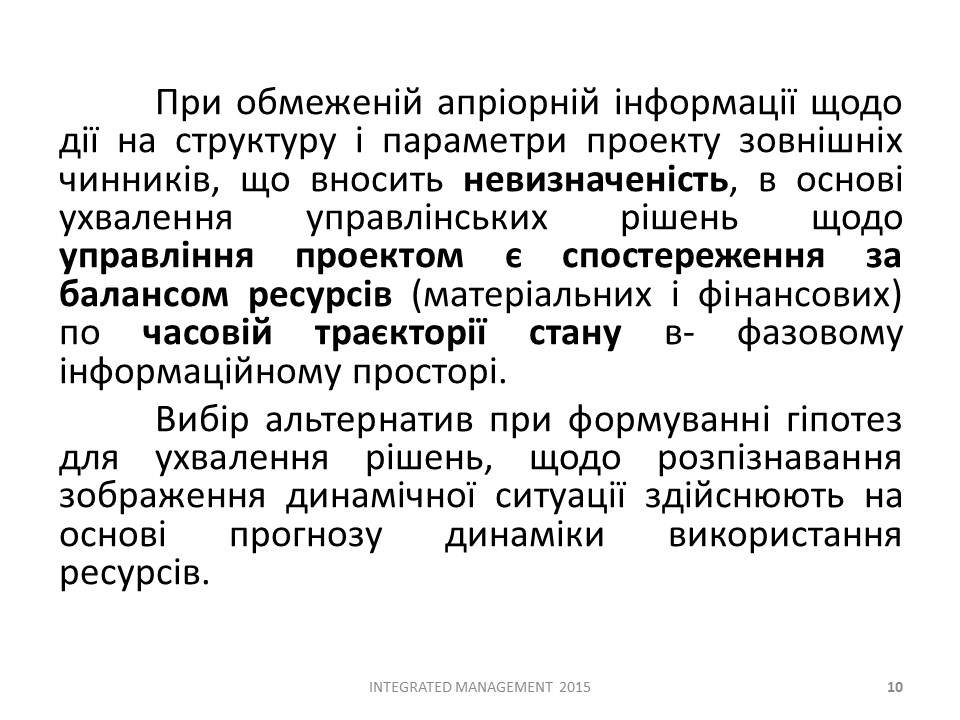 При обмеженій апріорній інформації щодо
дії на структуру і параметри проекту зовнішніх
чинників, що вносить невизначеність, в основі
ухвалення управлінських рішень щодо
управління проектом є спостереження за
балансом ресурсів (матеріальних і фінансових)
по часовій траєкторії стану в- фазовому
інформаційному просторі.
Вибір альтернатив при формуванні гіпотез
для ухвалення рішень, щодо розпізнавання
зображення динамічної ситуації здійснюють на
основі прогнозу динаміки використання
ресурсів.
INTEGRATED MANAGEMENT 2015
10